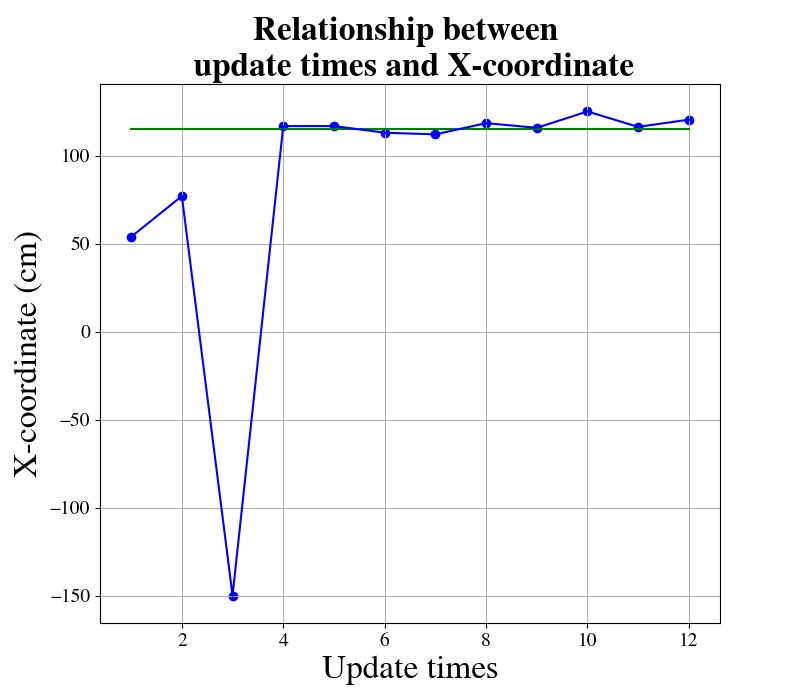 Relationship between
update times and X-coordinate
X-coordinate (cm)
100
50
0
−50
−100
−150
2 4 6 8 10 12
Update times